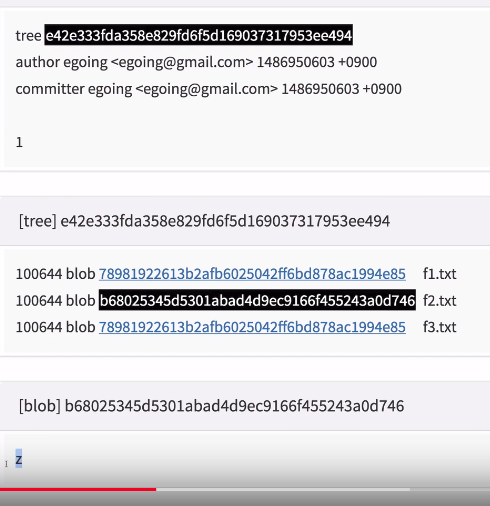 tree e42e333fda358e829fd6f5d169037317953ee494
author egoing <egoing@gmail.com> 1486950603 +0900
committer egoing <egoing@gmail.com> 1486950603 +0900
1
[tree] e42e333fda358e829fd6f5d169037317953ee494
100644 blob 78981922613b2afb6025042ff6bd878ac1994e85 f1.txt
100644 blob b68025345d5301abad4d9ec9166f455243a0d746 f2.txt
100644 blob 78981922613b2afb6025042ff6bd878ac1994e85 f3.txt
[blob] b68025345d5301abad4d9ec9166f455243a0d746
z